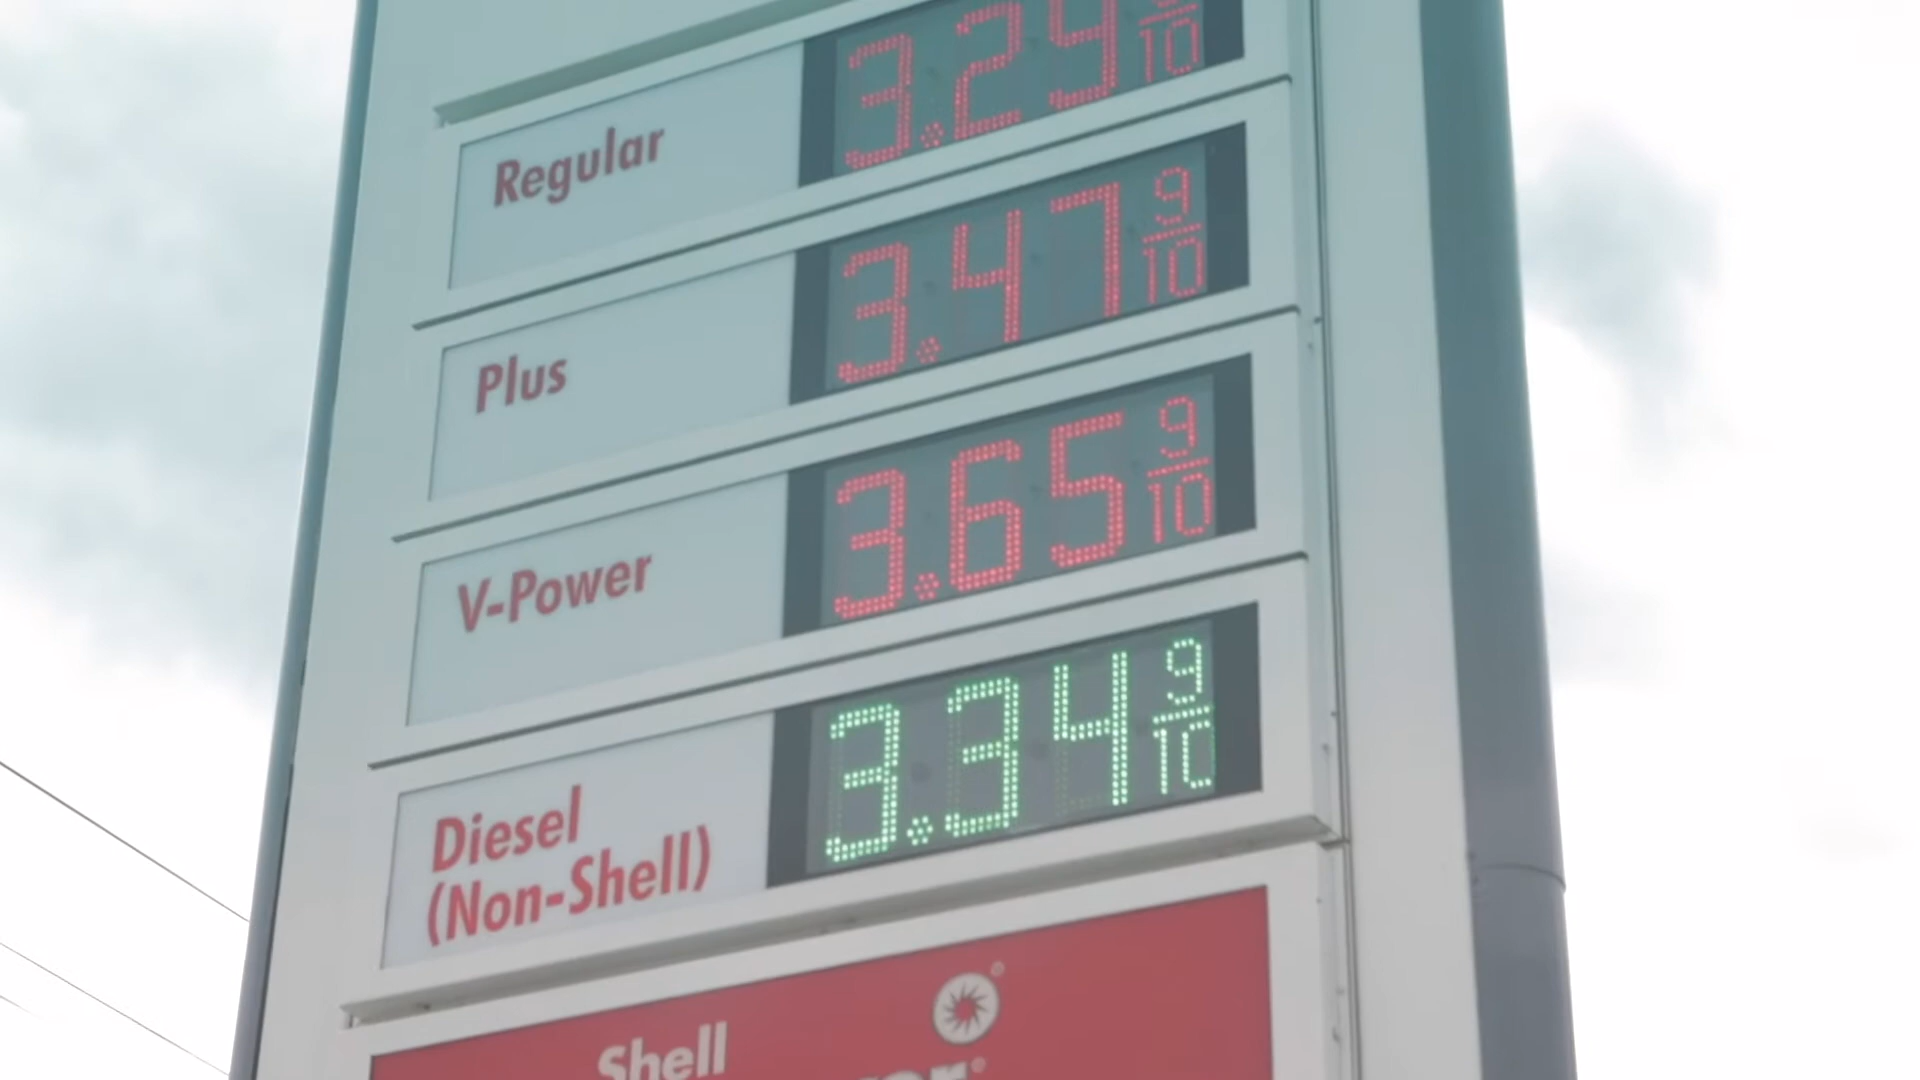 Regular 3.29 9/10
Plus 3.47 9/10
V-Power 3.65 9/10
Diesel
(Non-Shell) 3.34 9/10
Shell